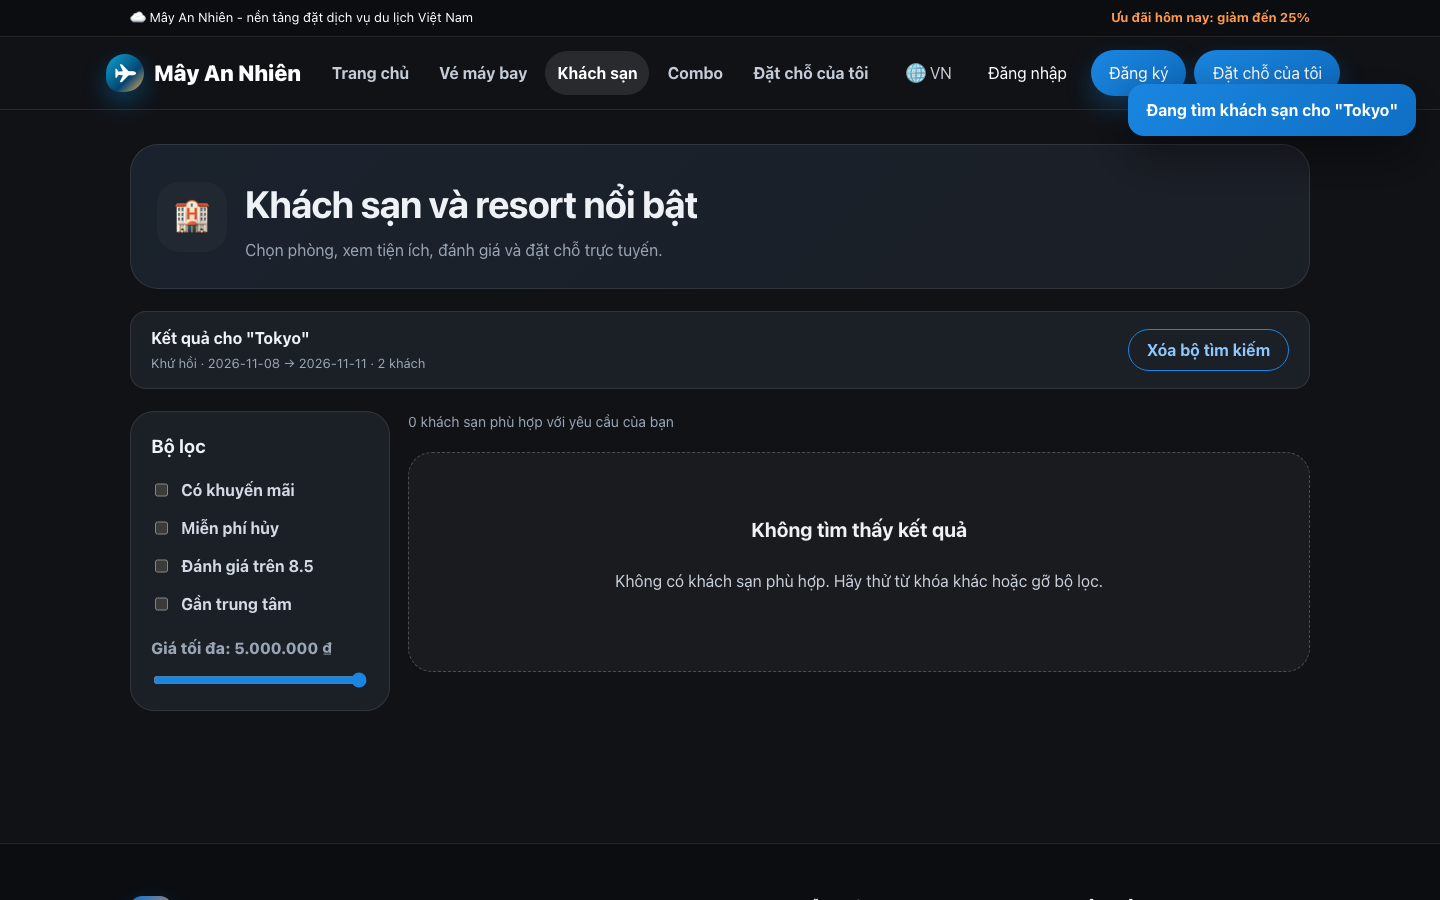 Mây An Nhiên - nền tảng đặt dịch vụ du lịch Việt Nam
Ưu đãi hôm nay: giảm đến 25%
Mây An Nhiên
Trang chủ
Vé máy bay
Khách sạn
Combo
Đặt chỗ của tôi
VN
Đăng nhập
Đăng ký
Đặt chỗ của tôi
Đang tìm khách sạn cho "Tokyo"
Khách sạn và resort nổi bật
Chọn phòng, xem tiện ích, đánh giá và đặt chỗ trực tuyến.
Kết quả cho "Tokyo"
Khứ hồi · 2026-11-08 → 2026-11-11 · 2 khách
Xóa bộ tìm kiếm
Bộ lọc
Có khuyến mãi
Miễn phí hủy
Đánh giá trên 8.5
Gần trung tâm
Giá tối đa: 5.000.000 ₫
0 khách sạn phù hợp với yêu cầu của bạn
Không tìm thấy kết quả
Không có khách sạn phù hợp. Hãy thử từ khóa khác hoặc gỡ bộ lọc.